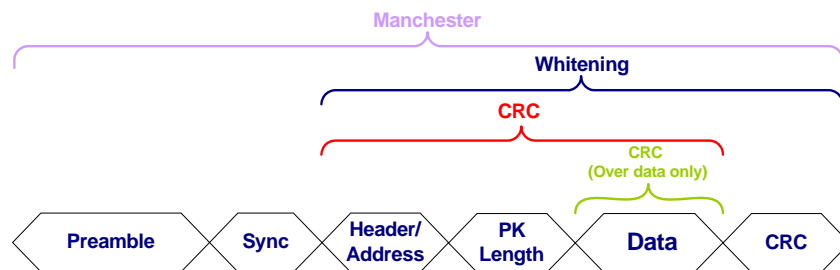 Manchester
Whitening
CRC
CRC
(Over data only)
Preamble
Sync
Header/
Address
PK
Length
Data
CRC